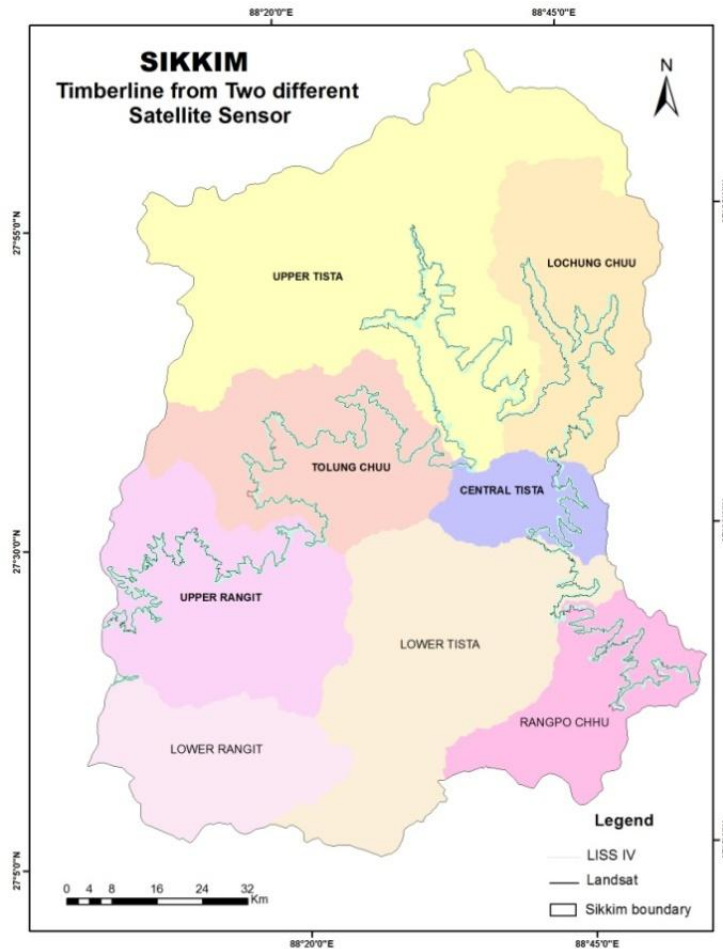 88°20'0"E
88°45'0"E
SIKKIM
Timberline from Two different
Satellite Sensor
N
27°55'0"N
UPPER TISTA
LOCHUNG CHUU
TOLUNG CHUU
CENTRAL TISTA
27°30'0"N
UPPER RANGIT
LOWER TISTA
LOWER RANGIT
RANGPO CHHU
Legend
LISS IV
Landsat
Sikkim boundary
27°5'0"N
0 4 8 16 24 32
Km
88°20'0"E
88°45'0"E